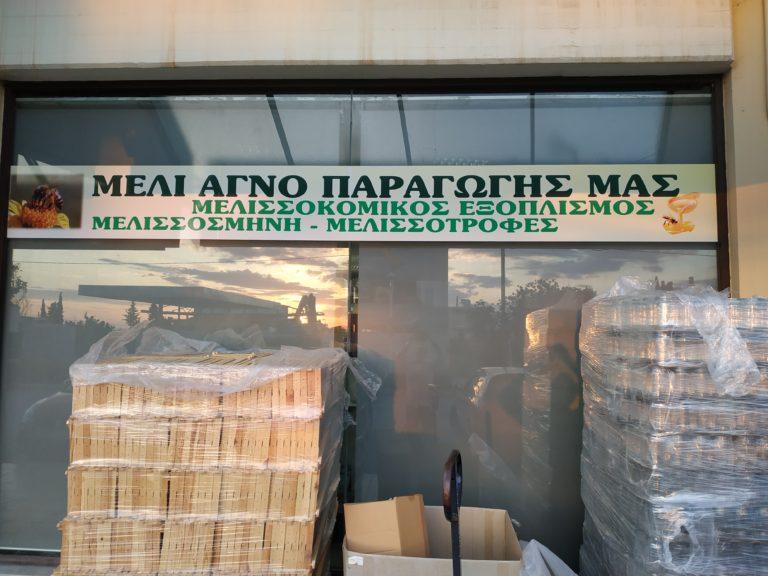 ΜΕΛΙ ΑΓΝΟ ΠΑΡΑΓΩΓΗΣ ΜΑΣ
ΜΕΛΙΣΣΟΚΟΜΙΚΟΣ ΕΞΟΠΛΙΣΜΟΣ
ΜΕΛΙΣΣΟΣΜΗΝΗ - ΜΕΛΙΣΣΟΤΡΟΦΕΣ